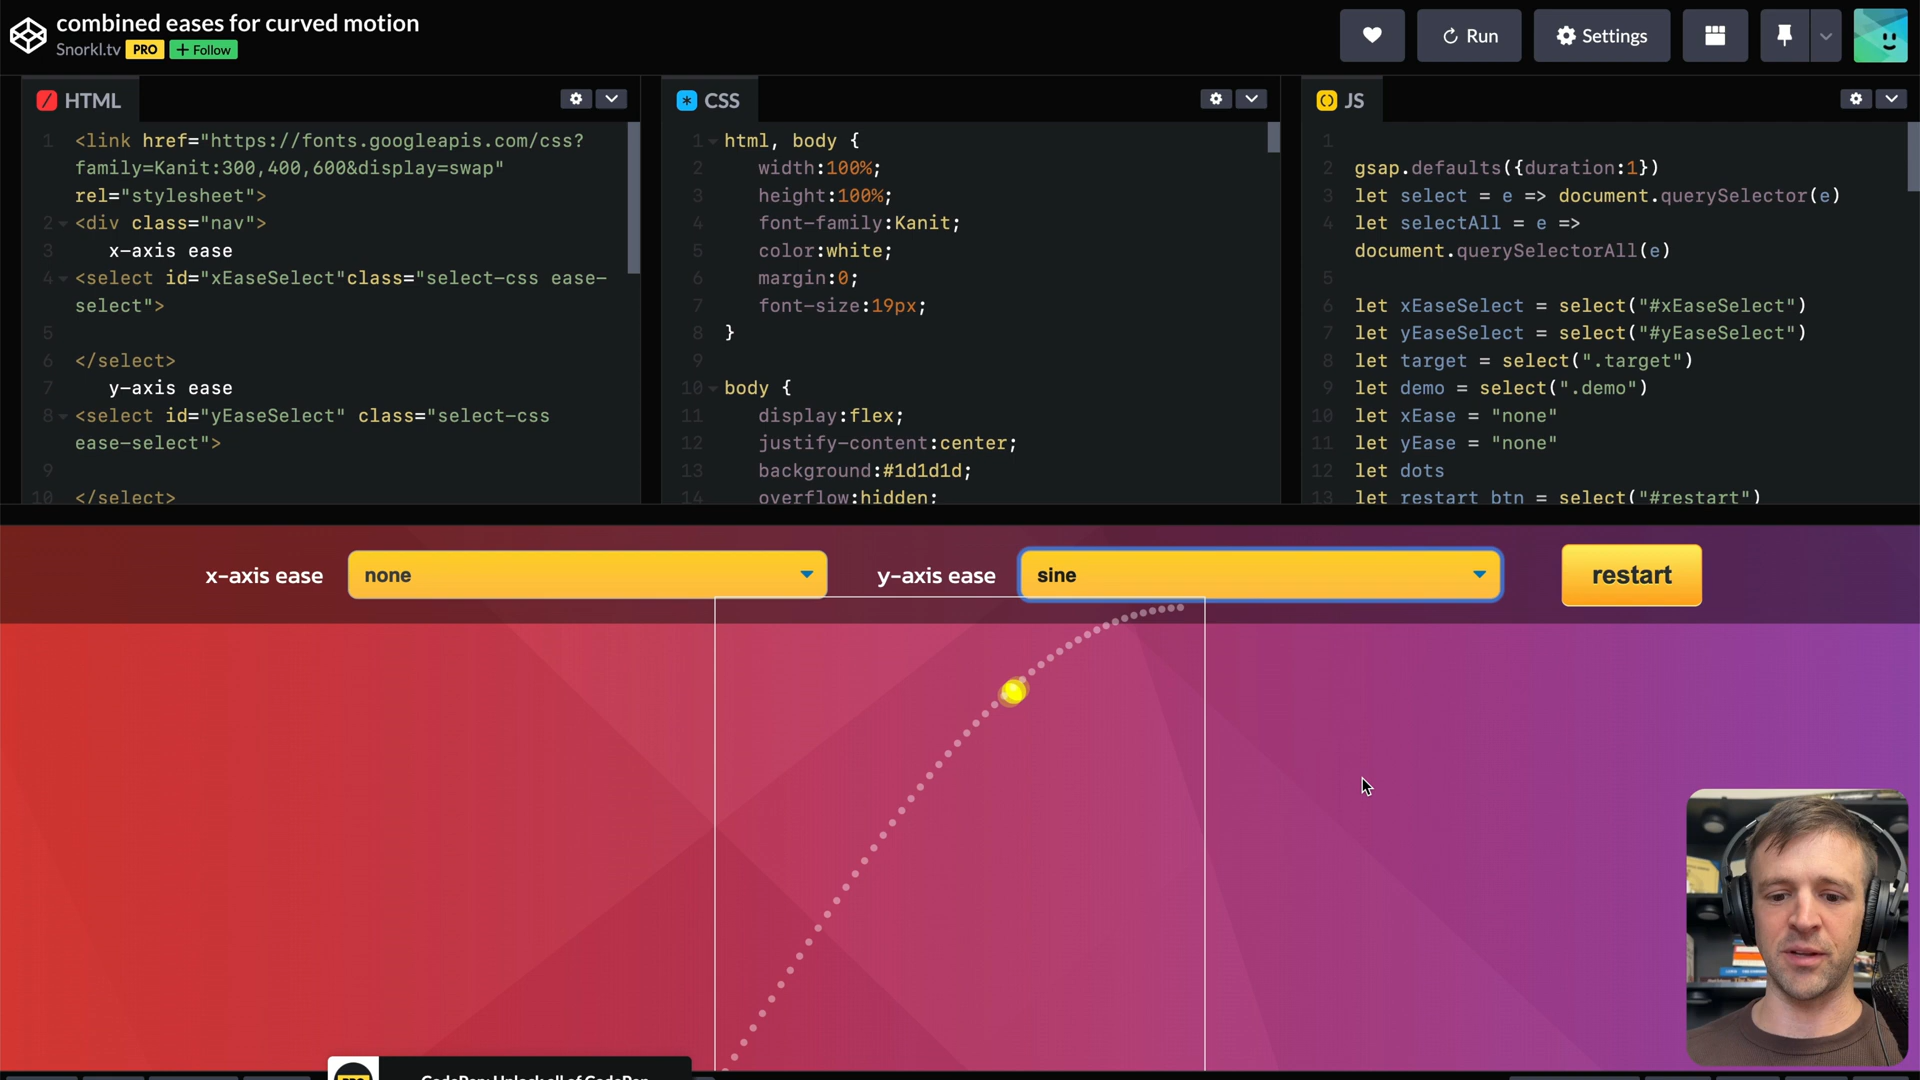 combined eases for curved motion
Snorkl.tv PRO + Follow
Run
Settings
HTML
1 <link href="https://fonts.googleapis.com/css?
family=Kanit:300,400,600&display=swap"
rel="stylesheet">
2 <div class="nav">
3 x-axis ease
4 <select id="xEaseSelect"class="select-css ease-
select">
5
6 </select>
7 y-axis ease
8 <select id="yEaseSelect" class="select-css
ease-select">
9
10 </select>
CSS
1 html, body {
2 width:100%;
3 height:100%;
4 font-family:Kanit;
5 color:white;
6 margin:0;
7 font-size:19px;
8 }
9
10 body {
11 display:flex;
12 justify-content:center;
13 background:#1d1d1d;
14 overflow:hidden;
JS
1
2 gsap.defaults({duration:1})
3 let select = e => document.querySelector(e)
4 let selectAll = e =>
document.querySelectorAll(e)
5
6 let xEaseSelect = select("#xEaseSelect")
7 let yEaseSelect = select("#yEaseSelect")
8 let target = select(".target")
9 let demo = select(".demo")
10 let xEase = "none"
11 let yEase = "none"
12 let dots
13 let restart_btn = select("#restart")
x-axis ease none y-axis ease sine restart
CodePen: Unlock all of CodePen